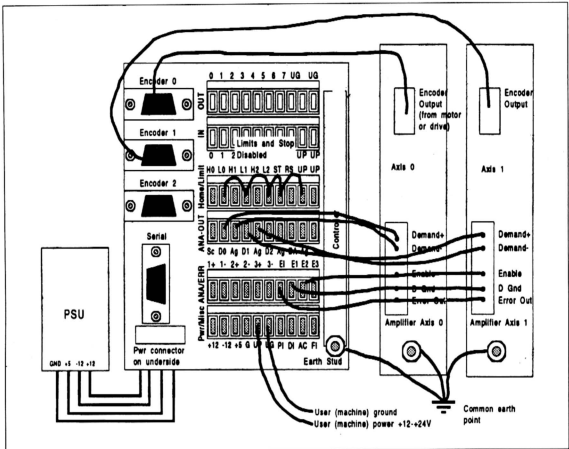 0 1 2 3 4 5 6 7 UG UG
Encoder 0
OUT
Encoder 1
IN
Limits and Stop
Disabled
0 1 2
UP UP
Encoder 2
Home/Limit
H0 L0 H1 L1 H2 L2 ST RS UP UP
Serial
ANA-OUT
Sc D0 Ag D1 Ag D2 Ag
1+ 1- 2+ 2- 3+ 3- EI E1 E2 E3
ANA/ERR
Pwr/Misc
+12 -12 +5 G UP UG PI DI AC FI
Control
Earth Stud
Pwr connector
on underside
PSU
GND +5 -12 +12
Encoder
Output
(from motor
or drive)
Axis 0
Encoder
Output
Axis 1
Demand+
Demand-
Enable
D Gnd
Error Out
Amplifier Axis 0
Demand+
Demand-
Enable
D Gnd
Error Out
Amplifier Axis 1
User (machine) ground
User (machine) power +12-+24V
Common earth
point